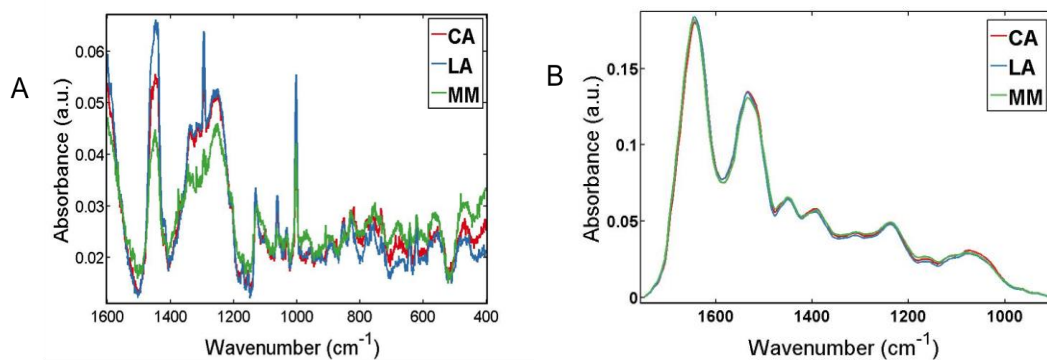 A
Absorbance (a.u.)
0.06
0.05
0.04
0.03
0.02
CA
LA
MM
1600 1400 1200 1000 800 600 400
Wavenumber (cm⁻¹)
B
Absorbance (a.u.)
0.15
0.1
0.05
0
CA
LA
MM
1600 1400 1200 1000
Wavenumber (cm⁻¹)